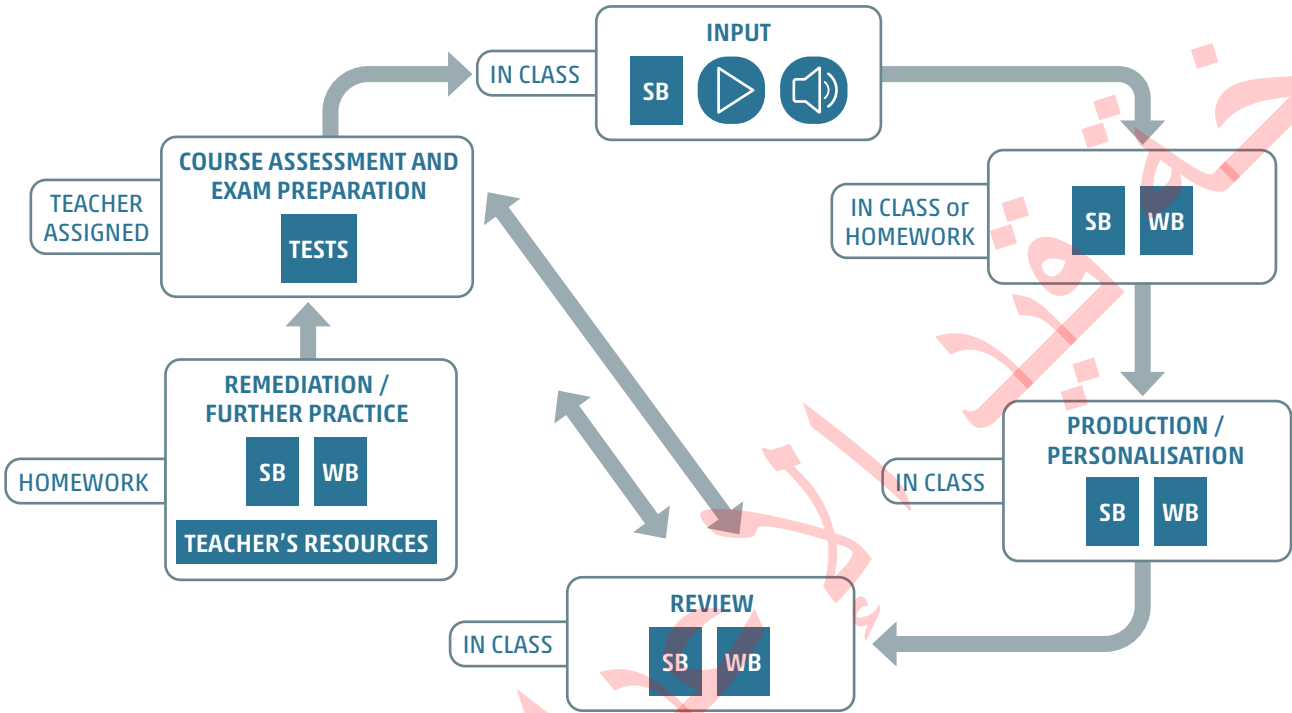 INPUT
IN CLASS
SB
COURSE ASSESSMENT AND
EXAM PREPARATION
TEACHER
ASSIGNED
TESTS
IN CLASS or
HOMEWORK
SB WB
REMEDIATION /
FURTHER PRACTICE
HOMEWORK
SB WB
TEACHER'S RESOURCES
PRODUCTION /
PERSONALISATION
IN CLASS
SB WB
REVIEW
IN CLASS
SB WB